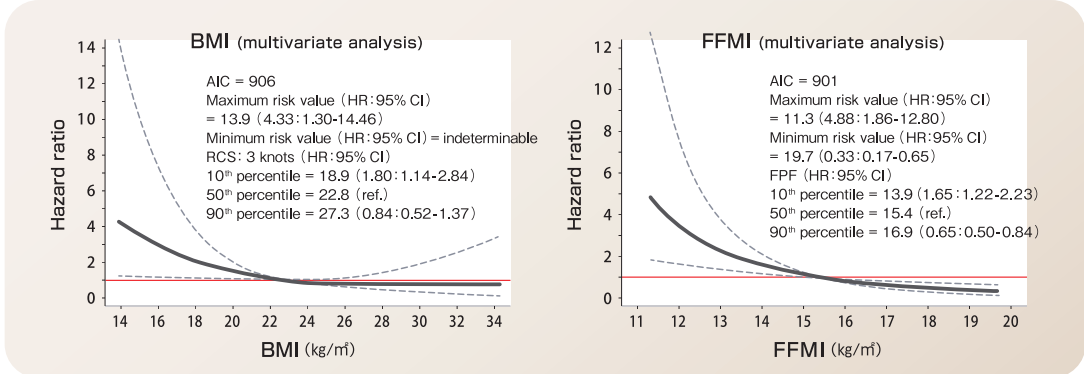 BMI (multivariate analysis)
14
12
10
8
6
4
2
0
Hazard ratio
AIC = 906
Maximum risk value (HR:95% CI)
= 13.9 (4.33:1.30-14.46)
Minimum risk value (HR:95% CI) = indeterminable
RCS: 3 knots (HR:95% CI)
10th percentile = 18.9 (1.80:1.14-2.84)
50th percentile = 22.8 (ref.)
90th percentile = 27.3 (0.84:0.52-1.37)
14 16 18 20 22 24 26 28 30 32 34
BMI (kg/㎡)
FFMI (multivariate analysis)
12
10
8
6
4
2
0
Hazard ratio
AIC = 901
Maximum risk value (HR:95% CI)
= 11.3 (4.88:1.86-12.80)
Minimum risk value (HR:95% CI)
= 19.7 (0.33:0.17-0.65)
FPF (HR:95% CI)
10th percentile = 13.9 (1.65:1.22-2.23)
50th percentile = 15.4 (ref.)
90th percentile = 16.9 (0.65:0.50-0.84)
11 12 13 14 15 16 17 18 19 20
FFMI (kg/㎡)